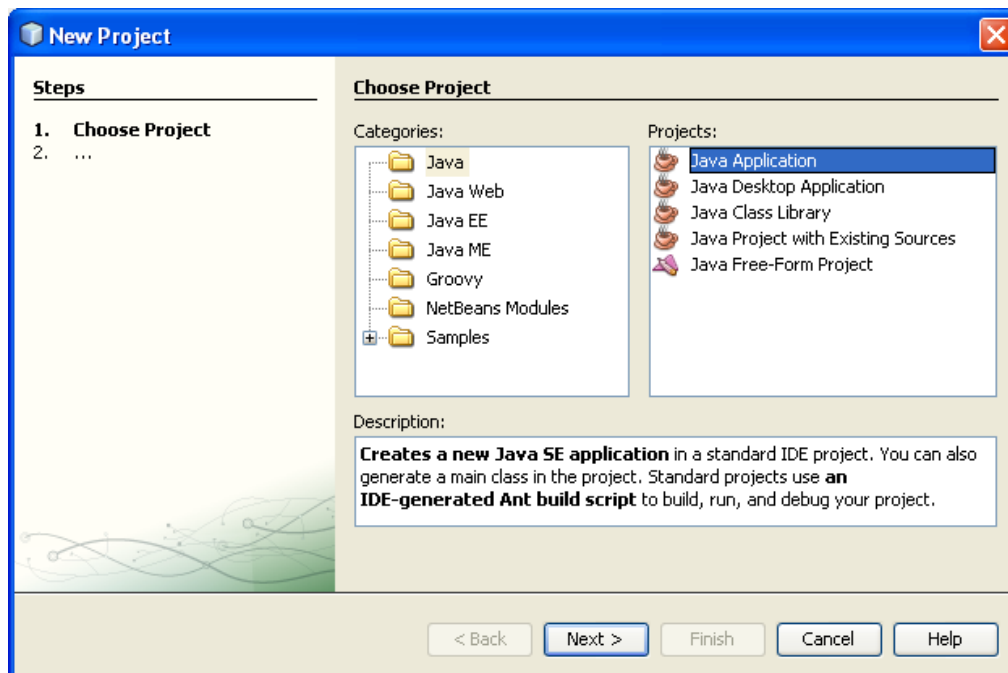 New Project
Steps
1. Choose Project
2. ...
Choose Project
Categories:
Java
Java Web
Java EE
Java ME
Groovy
NetBeans Modules
Samples
Projects:
Java Application
Java Desktop Application
Java Class Library
Java Project with Existing Sources
Java Free-Form Project
Description:
Creates a new Java SE application in a standard IDE project. You can also
generate a main class in the project. Standard projects use an
IDE-generated Ant build script to build, run, and debug your project.
< Back
Next >
Finish
Cancel
Help